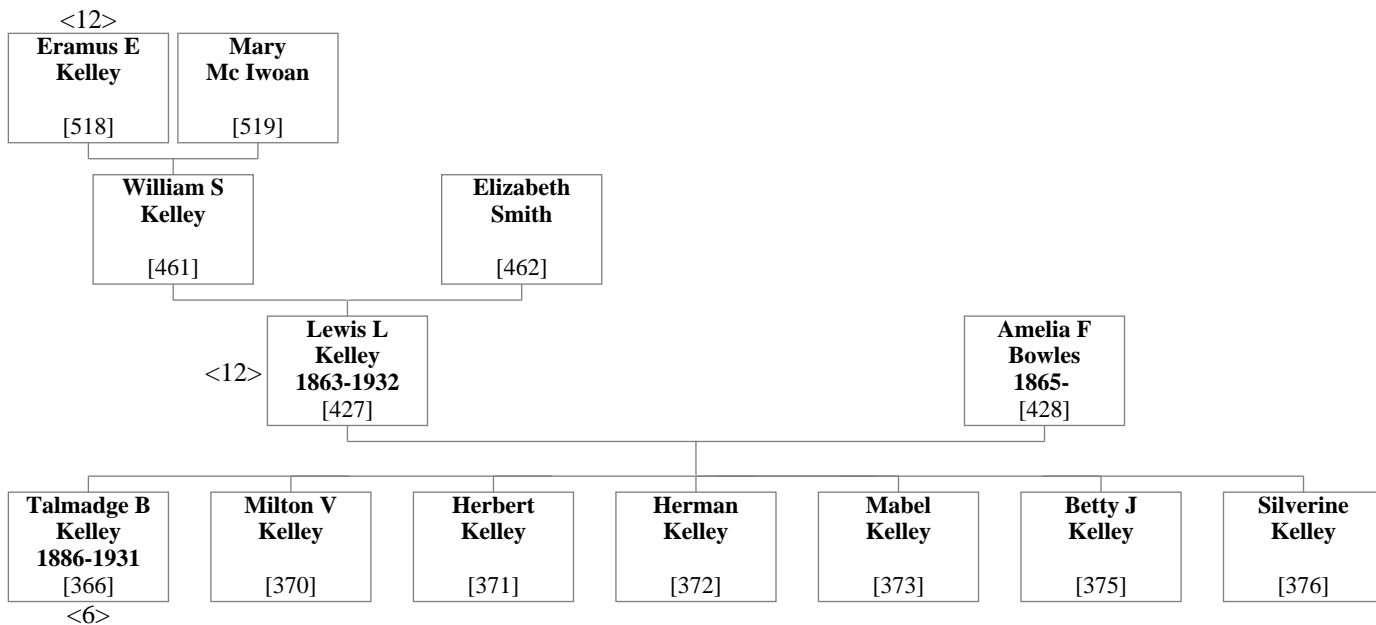 <12>
Eramus E
Kelley
[518]
Mary
Mc Iwoan
[519]
William S
Kelley
[461]
Elizabeth
Smith
[462]
<12>
Lewis L
Kelley
1863-1932
[427]
Amelia F
Bowles
1865-
[428]
Talmadge B
Kelley
1886-1931
[366]
<6>
Milton V
Kelley
[370]
Herbert
Kelley
[371]
Herman
Kelley
[372]
Mabel
Kelley
[373]
Betty J
Kelley
[375]
Silverine
Kelley
[376]